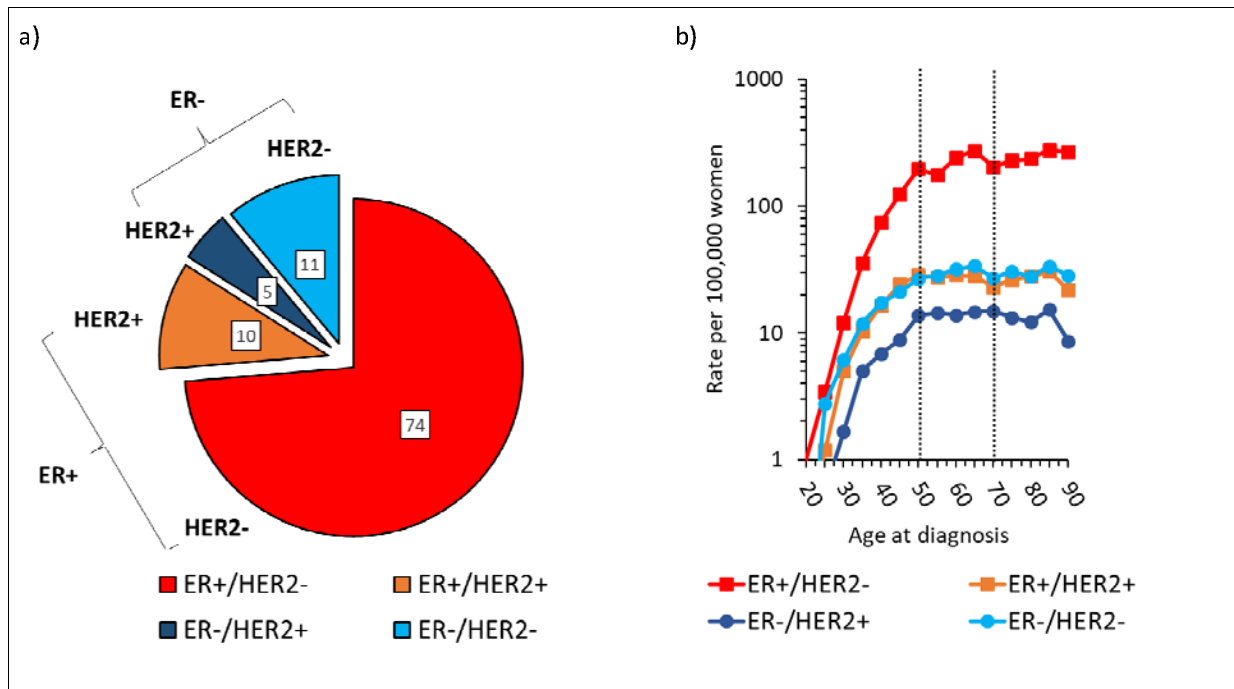 a)
ER-
HER2-
HER2+
HER2+
11
5
10
74
ER+
HER2-
ER+/HER2-
ER+/HER2+
ER-/HER2+
ER-/HER2-
b)
Rate per 100,000 women
1000
100
10
1
20 30 40 50 60 70 80 90
Age at diagnosis
ER+/HER2-
ER+/HER2+
ER-/HER2+
ER-/HER2-